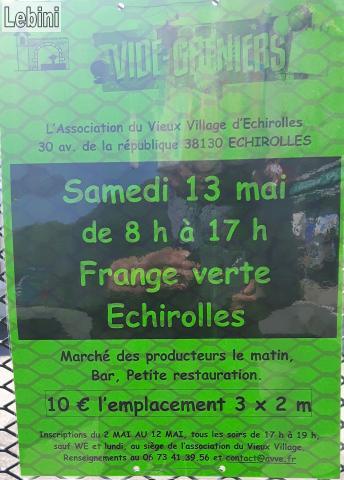 Lebini
VIDE-GRENIERS
L'Association du Vieux Village d'Echirolles
30 av. de la république 38130 ECHIROLLES
Samedi 13 mai
de 8 h à 17 h
Frange verte
Echirolles
Marché des producteurs le matin,
Bar, Petite restauration.
10 € l'emplacement 3 x 2 m
Inscriptions du 2 MAI AU 12 MAI, tous les soirs de 17 h à 19 h,
sauf WE et lundi, au siège de l'association du Vieux Village.
Renseignements au 06 73 41 39 56 et contact@avve.fr